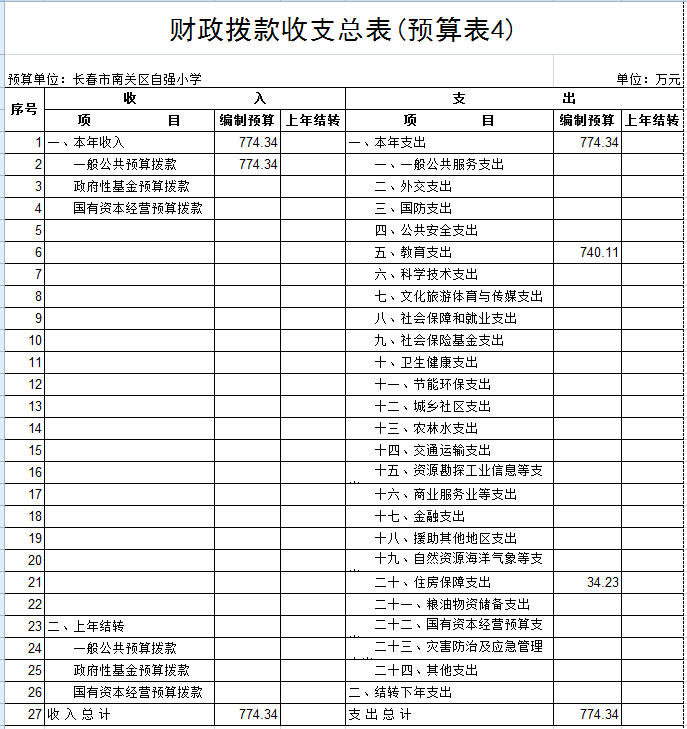 财政拨款收支总表(预算表4)
预算单位：长春市南关区自强小学 单位：万元
序号 收 入 支 出
项 目 编制预算 上年结转 项 目 编制预算 上年结转
1 一、本年收入 774.34 一、本年支出 774.34
2 一般公共预算拨款 774.34 一、一般公共服务支出
3 政府性基金预算拨款 二、外交支出
4 国有资本经营预算拨款 三、国防支出
5 四、公共安全支出
6 五、教育支出 740.11
7 六、科学技术支出
8 七、文化旅游体育与传媒支出
9 八、社会保障和就业支出
10 九、社会保险基金支出
11 十、卫生健康支出
12 十一、节能环保支出
13 十二、城乡社区支出
14 十三、农林水支出
15 十四、交通运输支出
16 十五、资源勘探工业信息等支
17 十六、商业服务业等支出
18 十七、金融支出
19 十八、援助其他地区支出
20 十九、自然资源海洋气象等支
21 二十、住房保障支出 34.23
22 二十一、粮油物资储备支出
23 二、上年结转 二十二、国有资本经营预算支
24 一般公共预算拨款 二十三、灾害防治及应急管理
25 政府性基金预算拨款 二十四、其他支出
26 国有资本经营预算拨款 二、结转下年支出
27 收入总计 774.34 支出总计 774.34